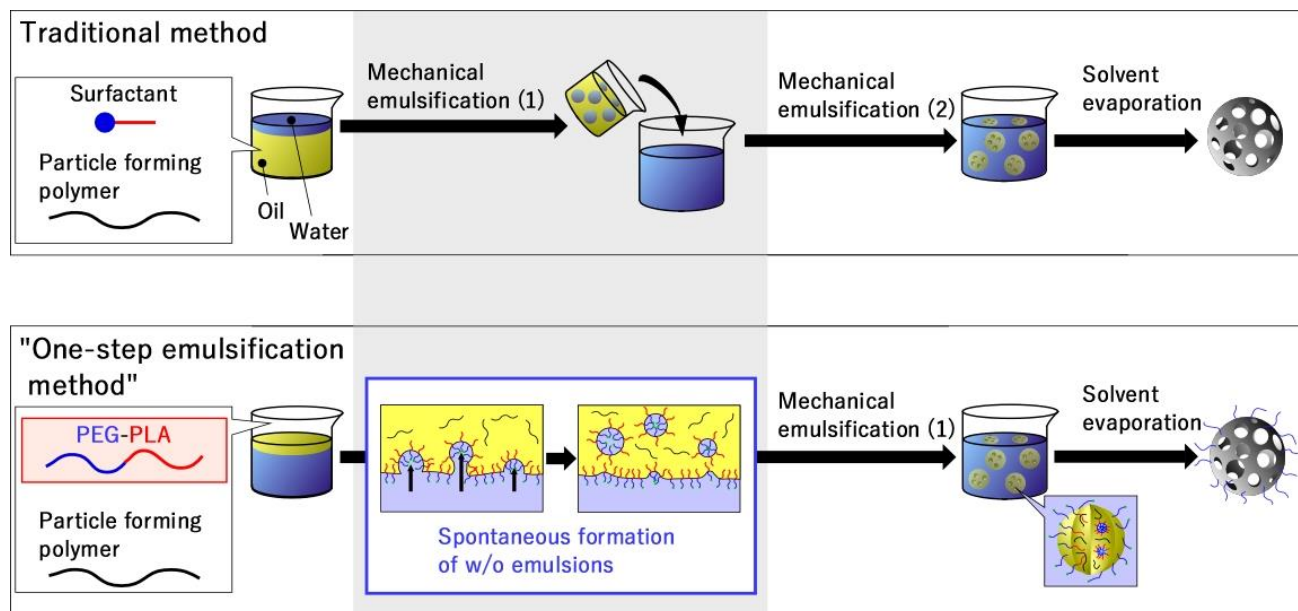 Traditional method
Surfactant
Particle forming
polymer
Oil
Water
Mechanical
emulsification (1)
Mechanical
emulsification (2)
Solvent
evaporation
"One-step emulsification
method"
PEG-PLA
Particle forming
polymer
Spontaneous formation
of w/o emulsions
Mechanical
emulsification (1)
Solvent
evaporation